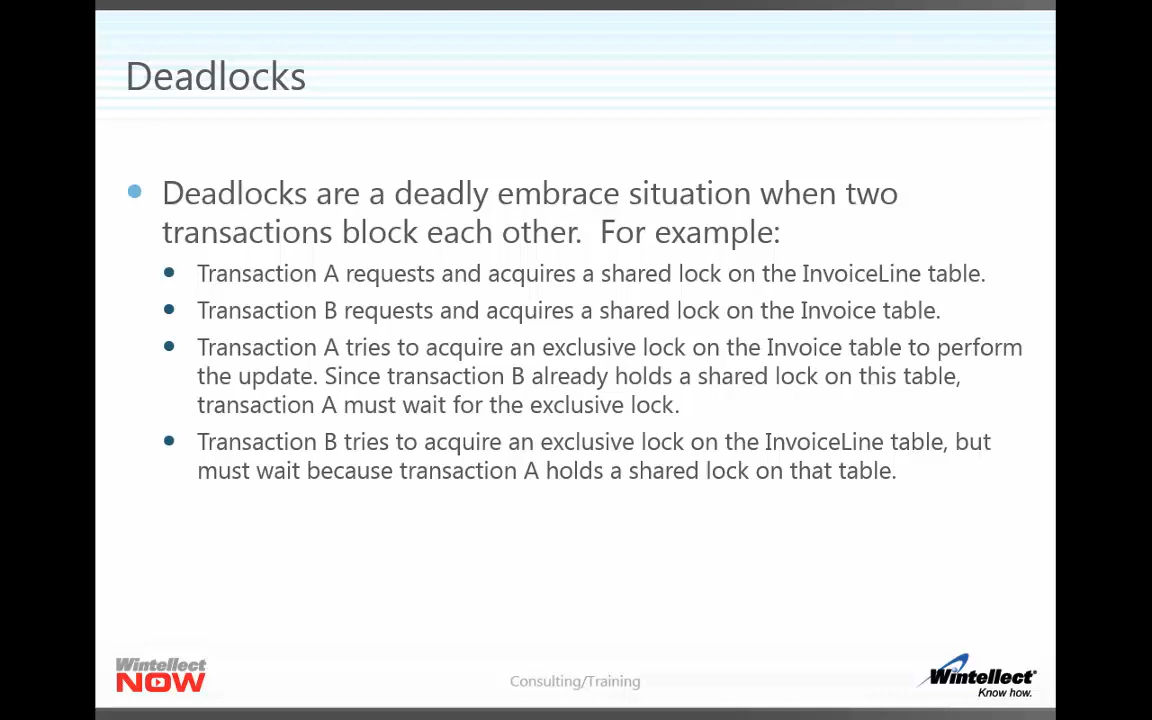 Deadlocks
Deadlocks are a deadly embrace situation when two
transactions block each other.  For example:
Transaction A requests and acquires a shared lock on the InvoiceLine table.
Transaction B requests and acquires a shared lock on the Invoice table.
Transaction A tries to acquire an exclusive lock on the Invoice table to perform
the update. Since transaction B already holds a shared lock on this table,
transaction A must wait for the exclusive lock.
Transaction B tries to acquire an exclusive lock on the InvoiceLine table, but
must wait because transaction A holds a shared lock on that table.
Wintellect
NOW
Consulting/Training
Wintellect
Know how.